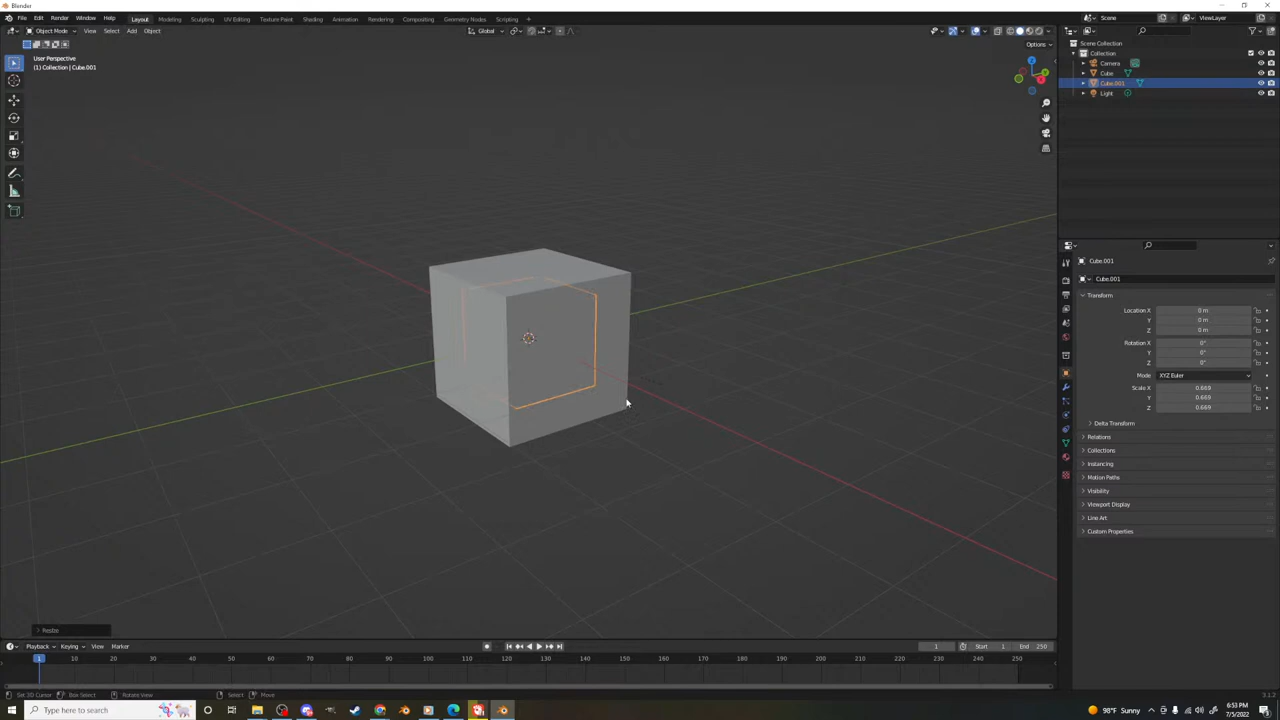 Blender
File Edit Render Window Help
Layout Modeling Sculpting UV Editing Texture Paint Shading Animation Rendering Compositing Geometry Nodes Scripting
Scene
ViewLayer
Object Mode View Select Add Object
Global
Options
User Perspective
(1) Collection | Cube.001
Scene Collection
Collection
Camera
Cube
Cube.001
Light
Cube.001
Cube.001
Transform
Location X 0 m
Y 0 m
Z 0 m
Rotation X 0°
Y 0°
Z 0°
Mode XYZ Euler
Scale X 0.669
Y 0.669
Z 0.669
Delta Transform
Relations
Collections
Instancing
Motion Paths
Visibility
Viewport Display
Line Art
Custom Properties
Z
Y
X
Resize
Playback Keying View Marker
1 Start 1 End 250
1 10 20 30 40 50 60 70 80 90 100 110 120 130 140 150 160 170 180 190 200 210 220 230 240 250
Set 3D Cursor Box Select Rotate View Select Move
3.1.2
Type here to search
98°F Sunny
6:53 PM
7/5/2022